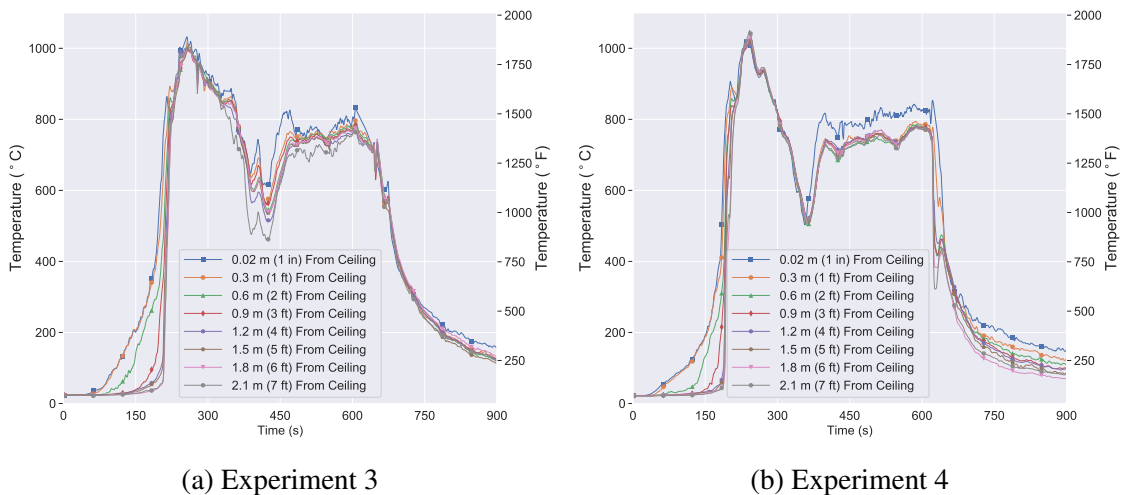 1000
800
600
400
200
0
Temperature (° C)
2000
1750
1500
1250
1000
750
500
250
Temperature (° F)
0.02 m (1 in) From Ceiling
0.3 m (1 ft) From Ceiling
0.6 m (2 ft) From Ceiling
0.9 m (3 ft) From Ceiling
1.2 m (4 ft) From Ceiling
1.5 m (5 ft) From Ceiling
1.8 m (6 ft) From Ceiling
2.1 m (7 ft) From Ceiling
0 150 300 450 600 750 900
Time (s)
(a) Experiment 3
1000
800
600
400
200
0
Temperature (° C)
2000
1750
1500
1250
1000
750
500
250
Temperature (° F)
0.02 m (1 in) From Ceiling
0.3 m (1 ft) From Ceiling
0.6 m (2 ft) From Ceiling
0.9 m (3 ft) From Ceiling
1.2 m (4 ft) From Ceiling
1.5 m (5 ft) From Ceiling
1.8 m (6 ft) From Ceiling
2.1 m (7 ft) From Ceiling
0 150 300 450 600 750 900
Time (s)
(b) Experiment 4